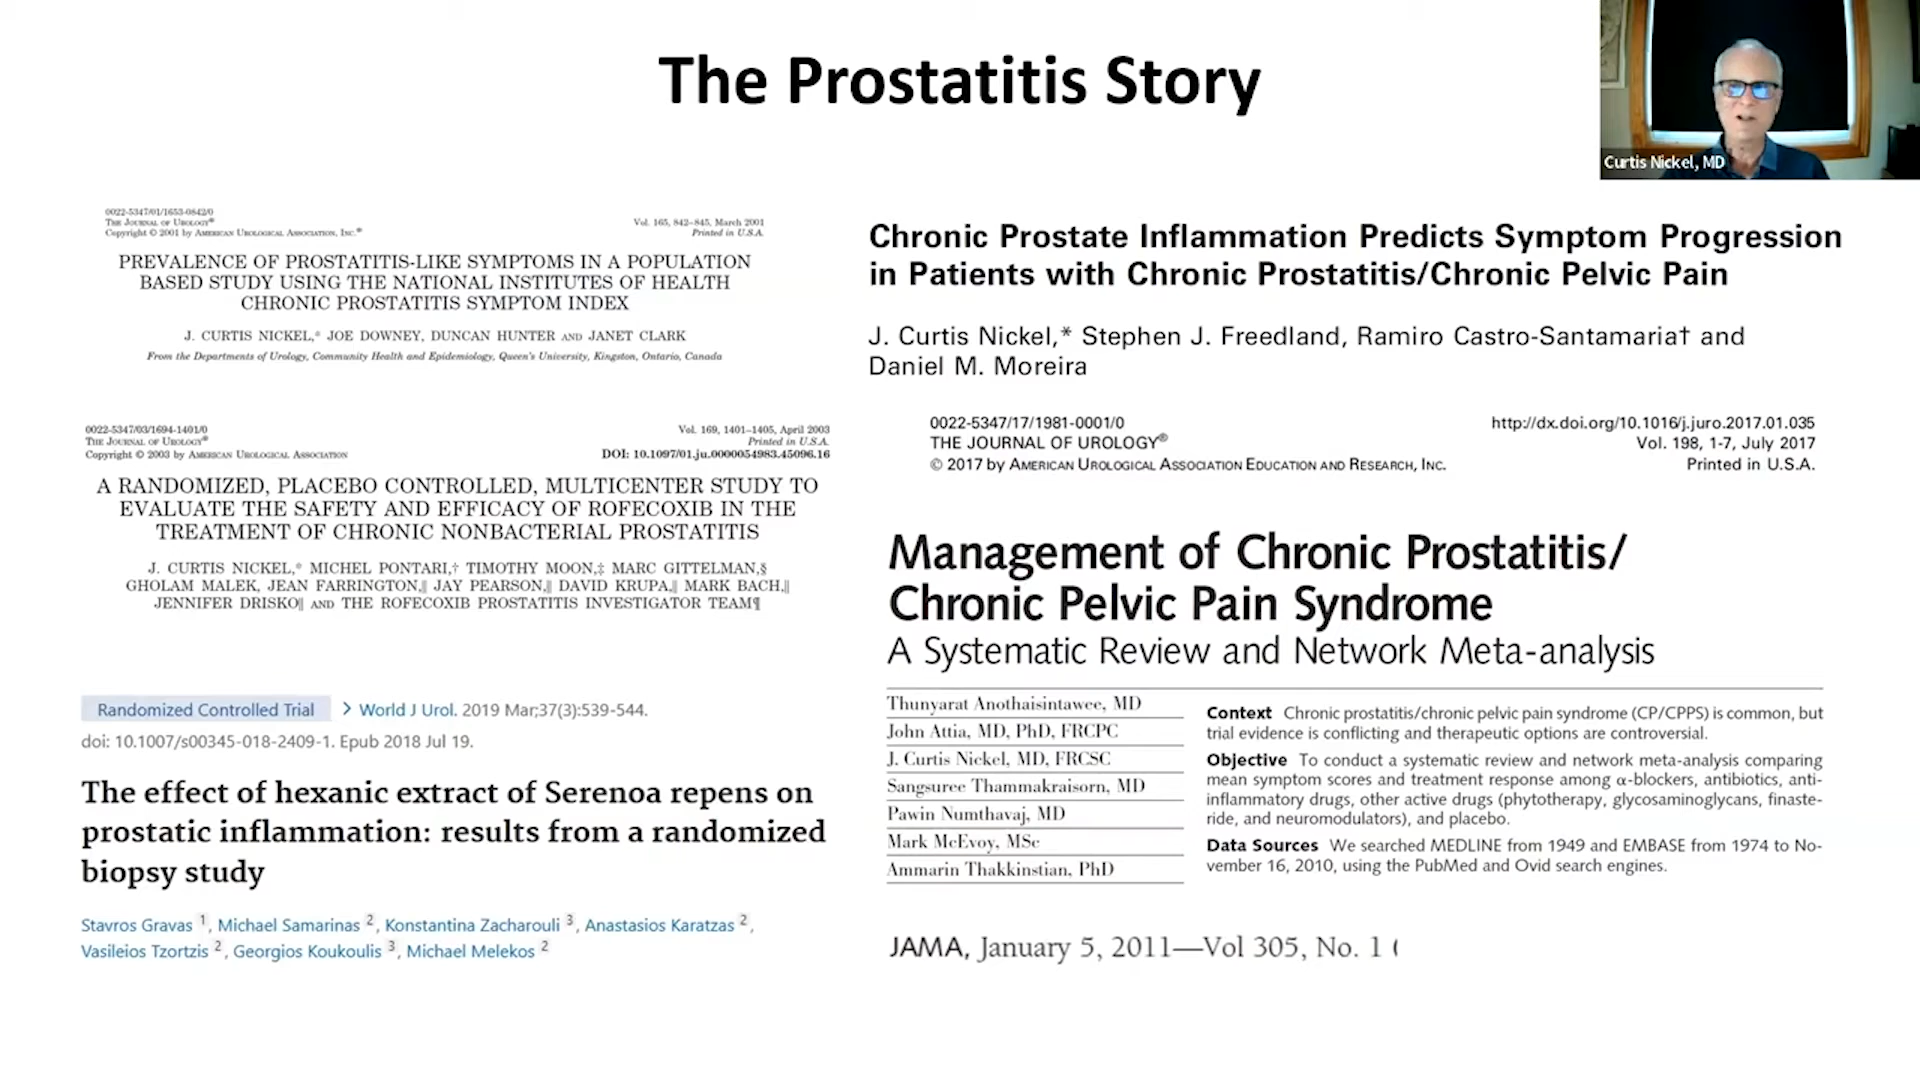 The Prostatitis Story
Curtis Nickel, MD
0022-5347/01/1653-0842/0
THE JOURNAL OF UROLOGY®
Copyright © 2001 by AMERICAN UROLOGICAL ASSOCIATION, INC.®
Vol. 165, 842–845, March 2001
Printed in U.S.A.
PREVALENCE OF PROSTATITIS-LIKE SYMPTOMS IN A POPULATION
BASED STUDY USING THE NATIONAL INSTITUTES OF HEALTH
CHRONIC PROSTATITIS SYMPTOM INDEX
J. CURTIS NICKEL,* JOE DOWNEY, DUNCAN HUNTER AND JANET CLARK
From the Departments of Urology, Community Health and Epidemiology, Queen's University, Kingston, Ontario, Canada
0022-5347/03/1694-1401/0
THE JOURNAL OF UROLOGY®
Copyright © 2003 by AMERICAN UROLOGICAL ASSOCIATION
Vol. 169, 1401–1405, April 2003
Printed in U.S.A.
DOI: 10.1097/01.ju.0000054983.45096.16
A RANDOMIZED, PLACEBO CONTROLLED, MULTICENTER STUDY TO
EVALUATE THE SAFETY AND EFFICACY OF ROFECOXIB IN THE
TREATMENT OF CHRONIC NONBACTERIAL PROSTATITIS
J. CURTIS NICKEL,* MICHEL PONTARI,† TIMOTHY MOON,‡ MARC GITTELMAN,§
GHOLAM MALEK, JEAN FARRINGTON,‖ JAY PEARSON,‖ DAVID KRUPA,‖ MARK BACH,‖
JENNIFER DRISKO‖ AND THE ROFECOXIB PROSTATITIS INVESTIGATOR TEAM¶
Randomized Controlled Trial > World J Urol. 2019 Mar;37(3):539-544.
doi: 10.1007/s00345-018-2409-1. Epub 2018 Jul 19.
The effect of hexanic extract of Serenoa repens on
prostatic inflammation: results from a randomized
biopsy study
Stavros Gravas 1, Michael Samarinas 2, Konstantina Zacharouli 3, Anastasios Karatzas 2,
Vasileios Tzortzis 2, Georgios Koukoulis 3, Michael Melekos 2
Chronic Prostate Inflammation Predicts Symptom Progression
in Patients with Chronic Prostatitis/Chronic Pelvic Pain
J. Curtis Nickel,* Stephen J. Freedland, Ramiro Castro-Santamaria† and
Daniel M. Moreira
0022-5347/17/1981-0001/0
THE JOURNAL OF UROLOGY®
© 2017 by AMERICAN UROLOGICAL ASSOCIATION EDUCATION AND RESEARCH, INC.
http://dx.doi.org/10.1016/j.juro.2017.01.035
Vol. 198, 1-7, July 2017
Printed in U.S.A.
Management of Chronic Prostatitis/
Chronic Pelvic Pain Syndrome
A Systematic Review and Network Meta-analysis
Thunyarat Anothaisintawee, MD
John Attia, MD, PhD, FRCPC
J. Curtis Nickel, MD, FRCSC
Sangsuree Thammakraisorn, MD
Pawin Numthavaj, MD
Mark McEvoy, MSc
Ammarin Thakkinstian, PhD
Context Chronic prostatitis/chronic pelvic pain syndrome (CP/CPPS) is common, but
trial evidence is conflicting and therapeutic options are controversial.
Objective To conduct a systematic review and network meta-analysis comparing
mean symptom scores and treatment response among α-blockers, antibiotics, anti-
inflammatory drugs, other active drugs (phytotherapy, glycosaminoglycans, finaste-
ride, and neuromodulators), and placebo.
Data Sources We searched MEDLINE from 1949 and EMBASE from 1974 to No-
vember 16, 2010, using the PubMed and Ovid search engines.
JAMA, January 5, 2011—Vol 305, No. 1 (